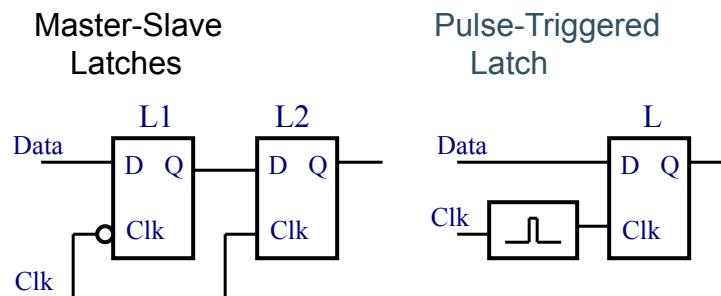 Master-Slave
Latches
Pulse-Triggered
Latch
L1
L2
L
Data
D Q
D Q
Data
D Q
Clk
Clk
Clk
Clk
Clk